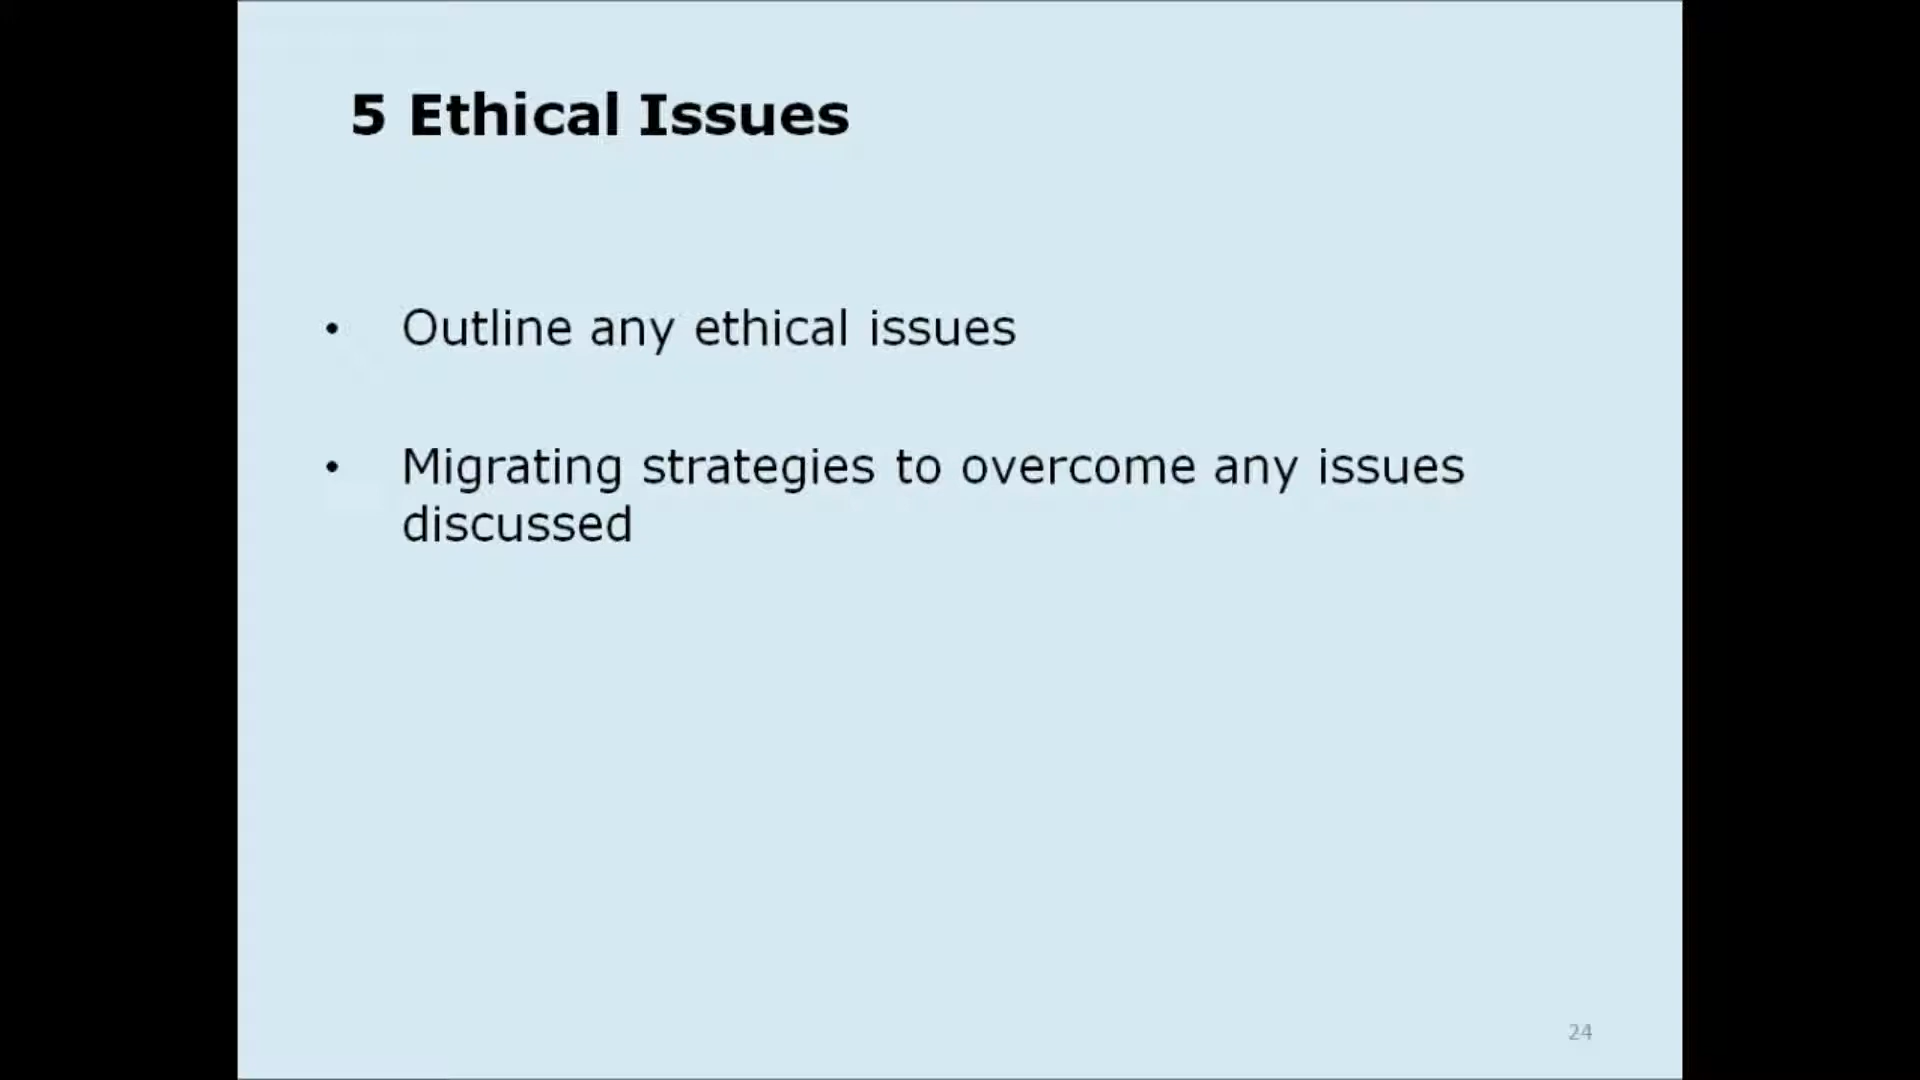 5 Ethical Issues
• Outline any ethical issues
• Migrating strategies to overcome any issues
discussed
24